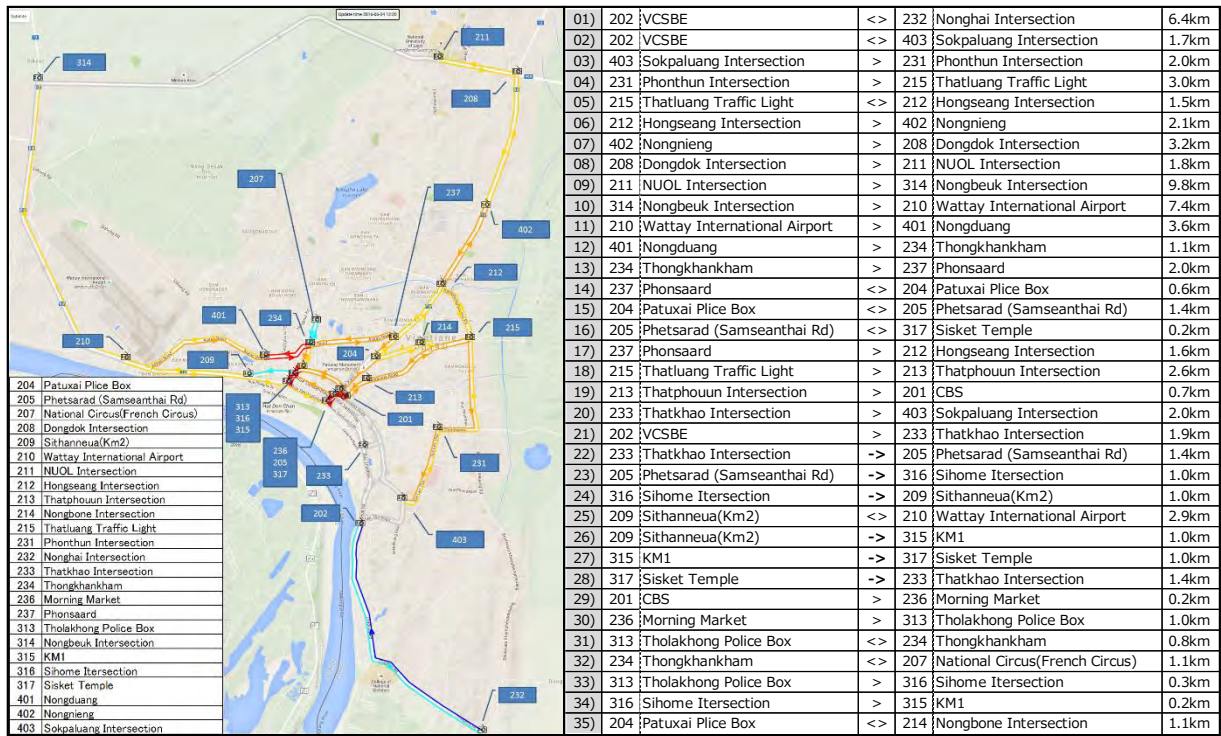 Update time 2016-06-04 12:20
211
314
208
207
237
402
212
401
234
214
215
210
209
204
213
201
313
316
315
236
205
317
233
231
202
403
232
204 Patuxai Plice Box
205 Phetsarad (Samseanthai Rd)
207 National Circus(French Circus)
208 Dongdok Intersection
209 Sithanneua(Km2)
210 Wattay International Airport
211 NUOL Intersection
212 Hongseang Intersection
213 Thatphouun Intersection
214 Nongbone Intersection
215 Thatluang Traffic Light
231 Phonthun Intersection
232 Nonghai Intersection
233 Thatkhao Intersection
234 Thongkhankham
236 Morning Market
237 Phonsaard
313 Tholakhong Police Box
314 Nongbeuk Intersection
315 KM1
316 Sihome Itersection
317 Sisket Temple
401 Nongduang
402 Nongnieng
403 Sokpaluang Intersection
01) 202 VCSBE <> 232 Nonghai Intersection 6.4km
02) 202 VCSBE <> 403 Sokpaluang Intersection 1.7km
03) 403 Sokpaluang Intersection > 231 Phonthun Intersection 2.0km
04) 231 Phonthun Intersection > 215 Thatluang Traffic Light 3.0km
05) 215 Thatluang Traffic Light <> 212 Hongseang Intersection 1.5km
06) 212 Hongseang Intersection > 402 Nongnieng 2.1km
07) 402 Nongnieng > 208 Dongdok Intersection 3.2km
08) 208 Dongdok Intersection > 211 NUOL Intersection 1.8km
09) 211 NUOL Intersection > 314 Nongbeuk Intersection 9.8km
10) 314 Nongbeuk Intersection > 210 Wattay International Airport 7.4km
11) 210 Wattay International Airport > 401 Nongduang 3.6km
12) 401 Nongduang > 234 Thongkhankham 1.1km
13) 234 Thongkhankham > 237 Phonsaard 2.0km
14) 237 Phonsaard <> 204 Patuxai Plice Box 0.6km
15) 204 Patuxai Plice Box <> 205 Phetsarad (Samseanthai Rd) 1.4km
16) 205 Phetsarad (Samseanthai Rd) <> 317 Sisket Temple 0.2km
17) 237 Phonsaard > 212 Hongseang Intersection 1.6km
18) 215 Thatluang Traffic Light > 213 Thatphouun Intersection 2.6km
19) 213 Thatphouun Intersection > 201 CBS 0.7km
20) 233 Thatkhao Intersection > 403 Sokpaluang Intersection 2.0km
21) 202 VCSBE > 233 Thatkhao Intersection 1.9km
22) 233 Thatkhao Intersection -> 205 Phetsarad (Samseanthai Rd) 1.4km
23) 205 Phetsarad (Samseanthai Rd) -> 316 Sihome Itersection 1.0km
24) 316 Sihome Itersection -> 209 Sithanneua(Km2) 1.0km
25) 209 Sithanneua(Km2) <> 210 Wattay International Airport 2.9km
26) 209 Sithanneua(Km2) -> 315 KM1 1.0km
27) 315 KM1 -> 317 Sisket Temple 1.0km
28) 317 Sisket Temple -> 233 Thatkhao Intersection 1.4km
29) 201 CBS > 236 Morning Market 0.2km
30) 236 Morning Market > 313 Tholakhong Police Box 1.0km
31) 313 Tholakhong Police Box <> 234 Thongkhankham 0.8km
32) 234 Thongkhankham <> 207 National Circus(French Circus) 1.1km
33) 313 Tholakhong Police Box > 316 Sihome Itersection 0.3km
34) 316 Sihome Itersection > 315 KM1 0.2km
35) 204 Patuxai Plice Box <> 214 Nongbone Intersection 1.1km